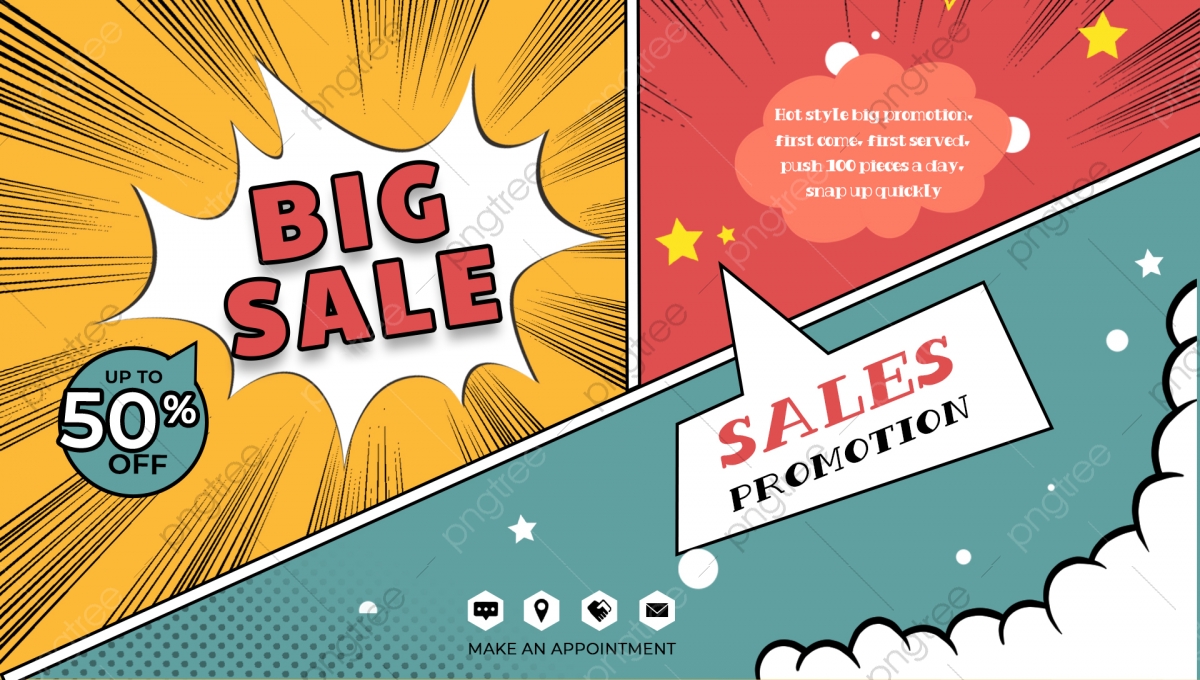 BIG
SALE
UP TO
50%
OFF
Hot style big promotion,
first come, first served,
push 100 pieces a day,
snap up quickly
SALES
PROMOTION
MAKE AN APPOINTMENT
pngtree